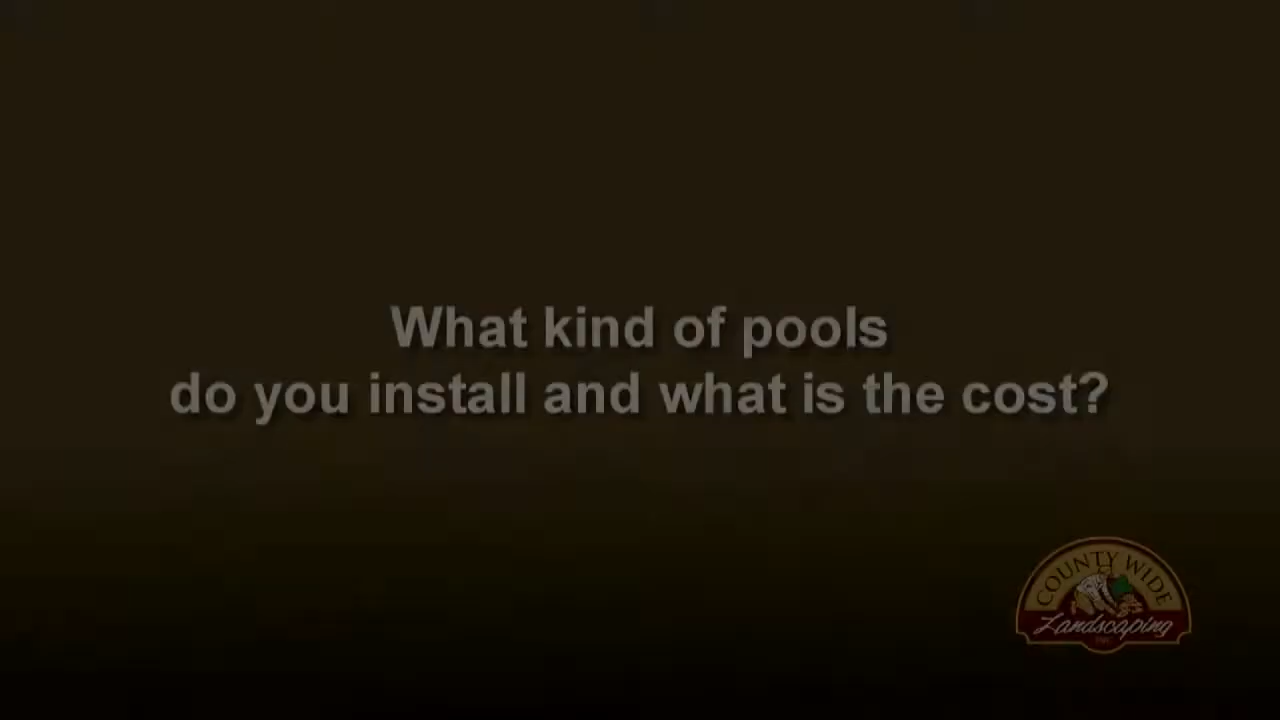 What kind of pools
do you install and what is the cost?
COUNTY WIDE
Landscaping